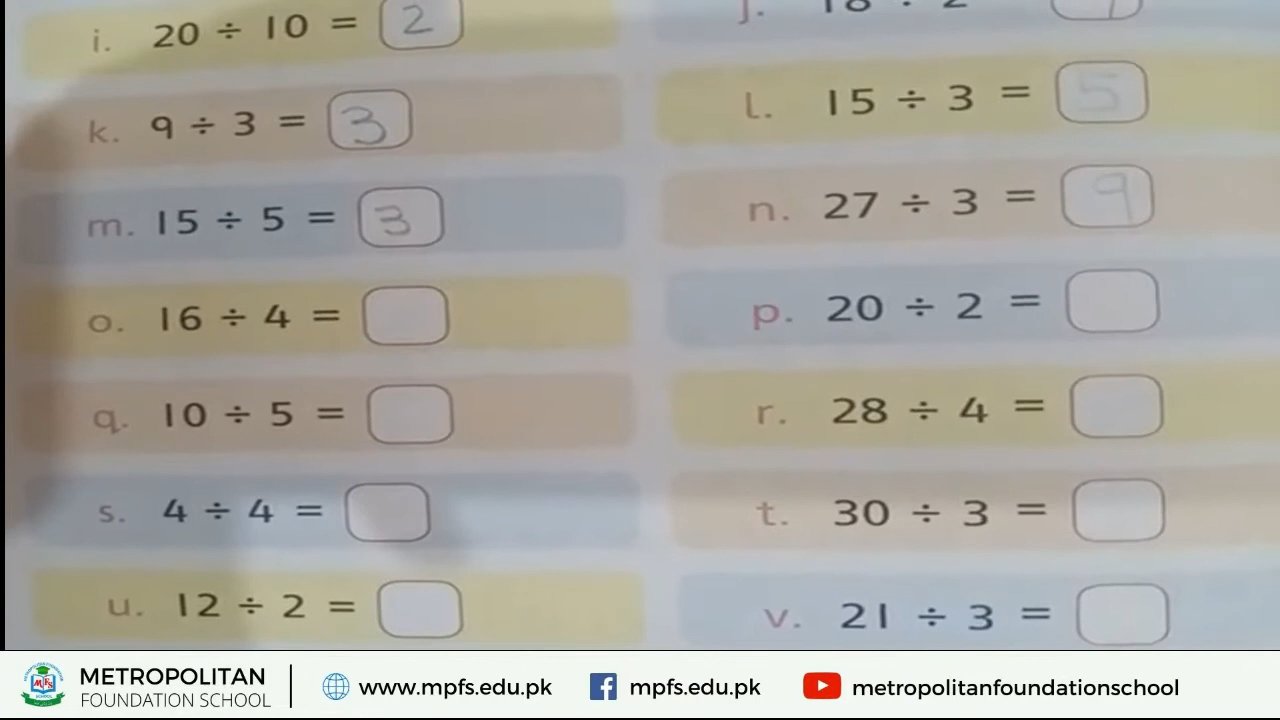 i. 20 ÷ 10 = 2
j. 18 ÷ 2
k. 9 ÷ 3 = 3
l. 15 ÷ 3 = 5
m. 15 ÷ 5 = 3
n. 27 ÷ 3 = 9
o. 16 ÷ 4 =
p. 20 ÷ 2 =
q. 10 ÷ 5 =
r. 28 ÷ 4 =
s. 4 ÷ 4 =
t. 30 ÷ 3 =
u. 12 ÷ 2 =
v. 21 ÷ 3 =
METROPOLITAN
FOUNDATION SCHOOL
www.mpfs.edu.pk
mpfs.edu.pk
metropolitanfoundationschool